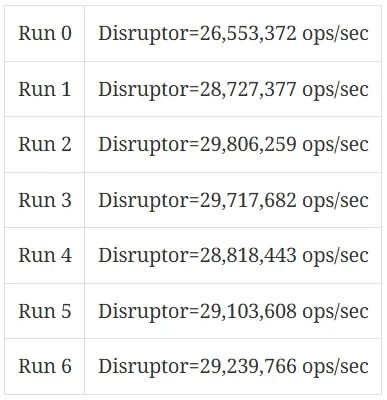 Run 0 Disruptor=26,553,372 ops/sec
Run 1 Disruptor=28,727,377 ops/sec
Run 2 Disruptor=29,806,259 ops/sec
Run 3 Disruptor=29,717,682 ops/sec
Run 4 Disruptor=28,818,443 ops/sec
Run 5 Disruptor=29,103,608 ops/sec
Run 6 Disruptor=29,239,766 ops/sec